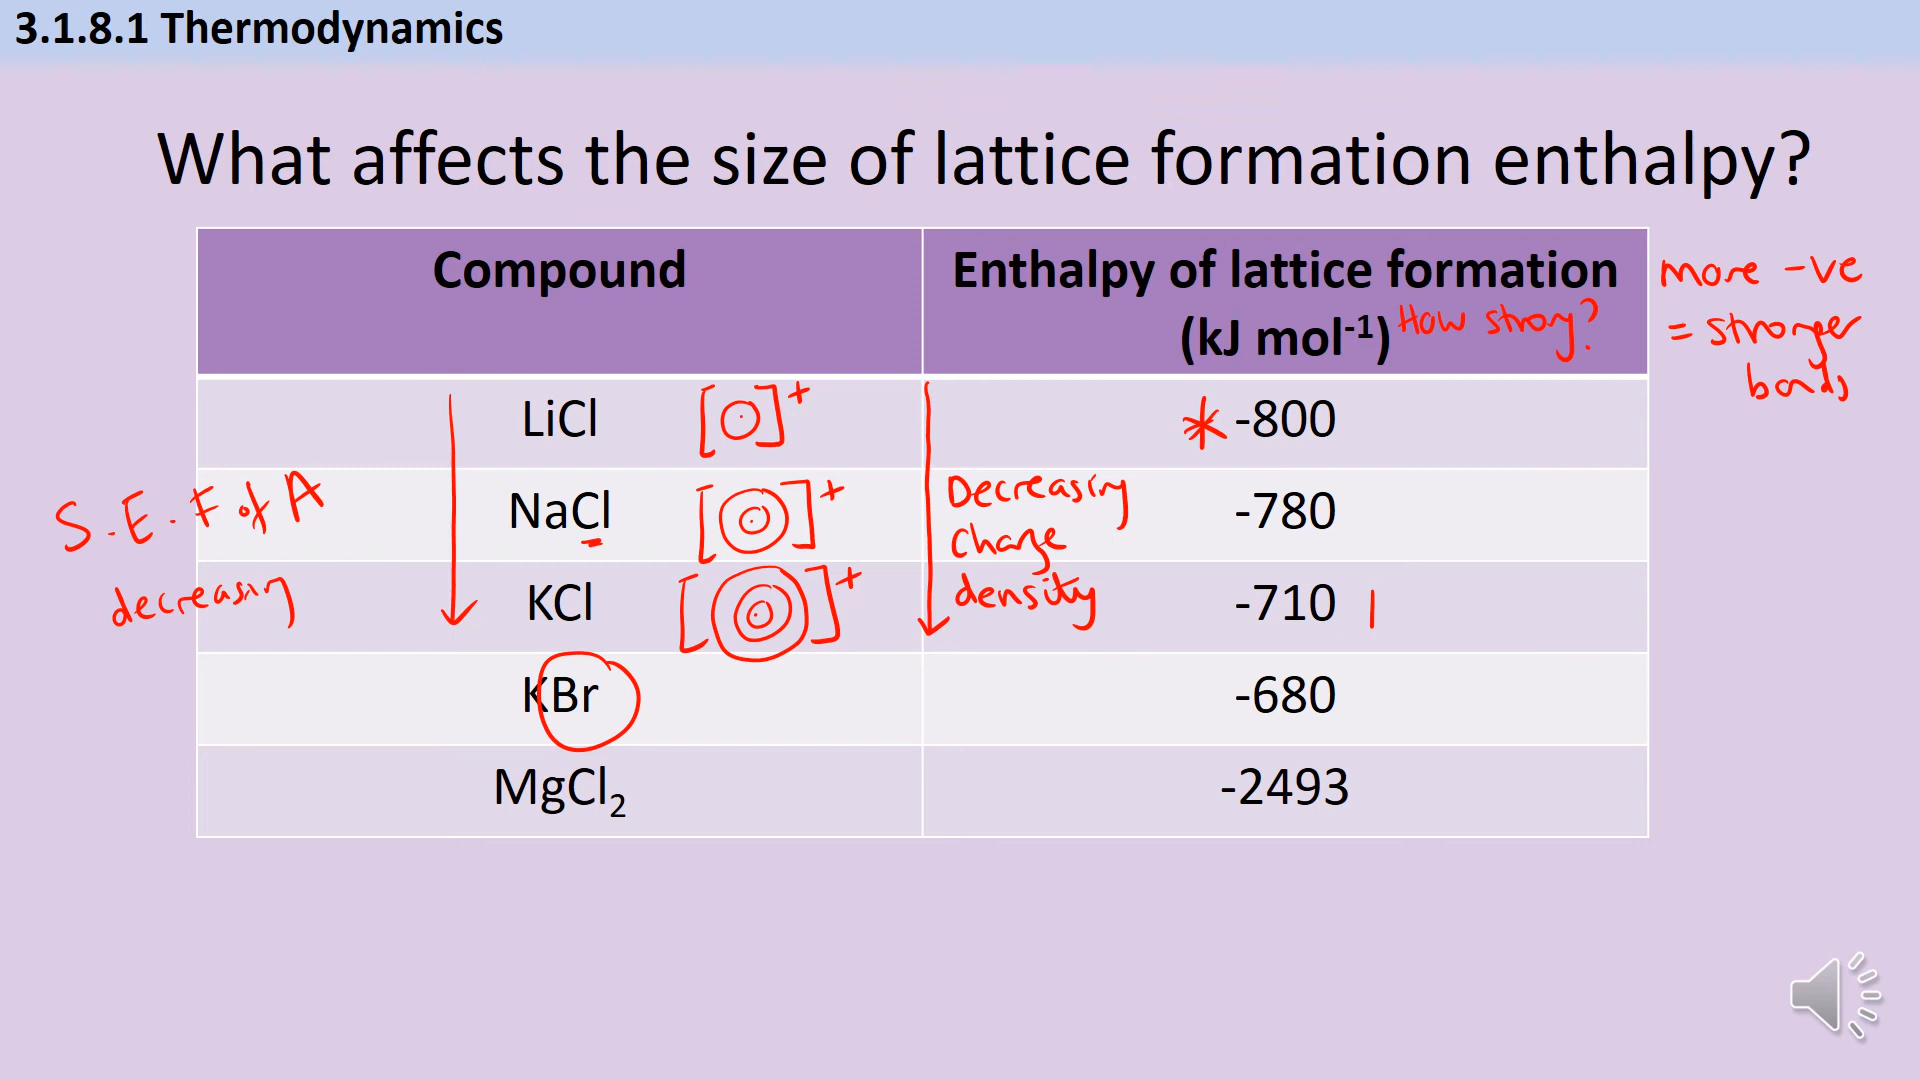 3.1.8.1 Thermodynamics
What affects the size of lattice formation enthalpy?
Compound
Enthalpy of lattice formation
(kJ mol⁻¹) How strong?
more -ve
= stronger
bonds
LiCl [ ]⁺ * -800
S.E.F of A
NaCl [ ]⁺ -780
Decreasing
charge
density
decreasing
KCl [ ]⁺ -710 |
KBr -680
MgCl₂ -2493